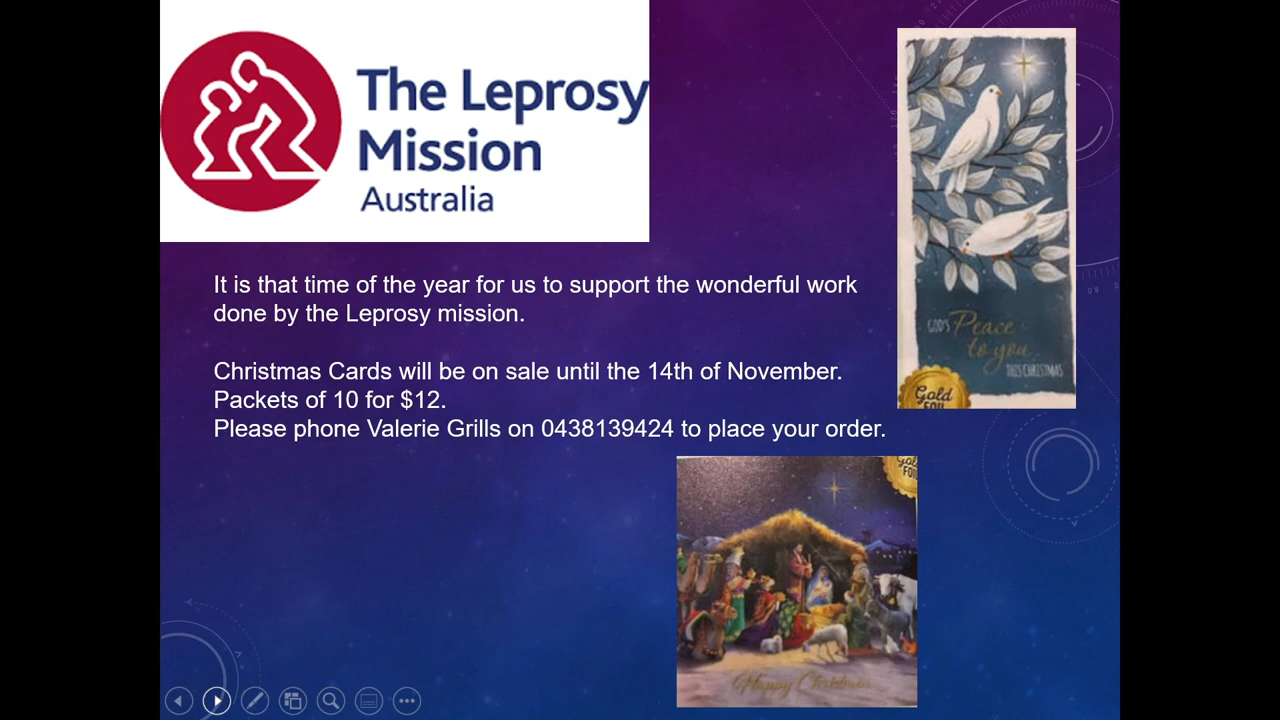 The Leprosy
Mission
Australia
It is that time of the year for us to support the wonderful work
done by the Leprosy mission.
Christmas Cards will be on sale until the 14th of November.
Packets of 10 for $12.
Please phone Valerie Grills on 0438139424 to place your order.
GOD'S Peace
to you
THIS CHRISTMAS
Gold
FOIL
Gold
FOIL
Happy Christmas